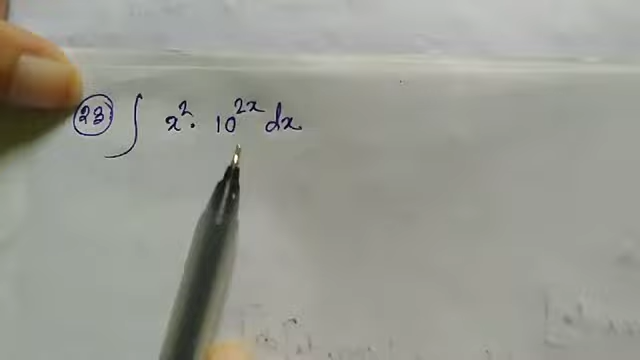 (23) ∫ x². 10^{2x} dx